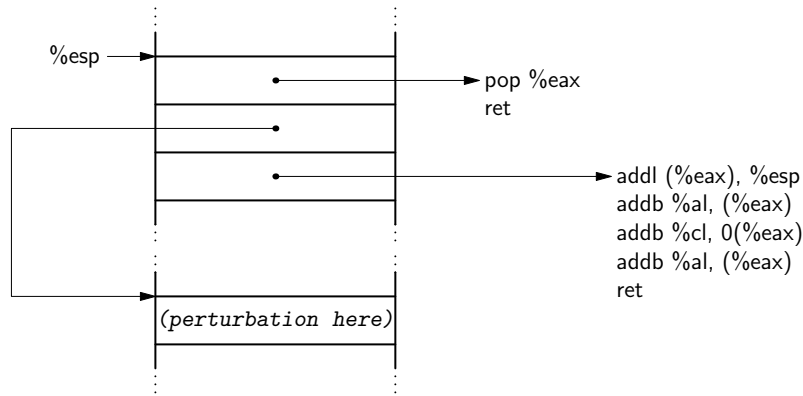 %esp
pop %eax
ret
addl (%eax), %esp
addb %al, (%eax)
addb %cl, 0(%eax)
addb %al, (%eax)
ret
(perturbation here)